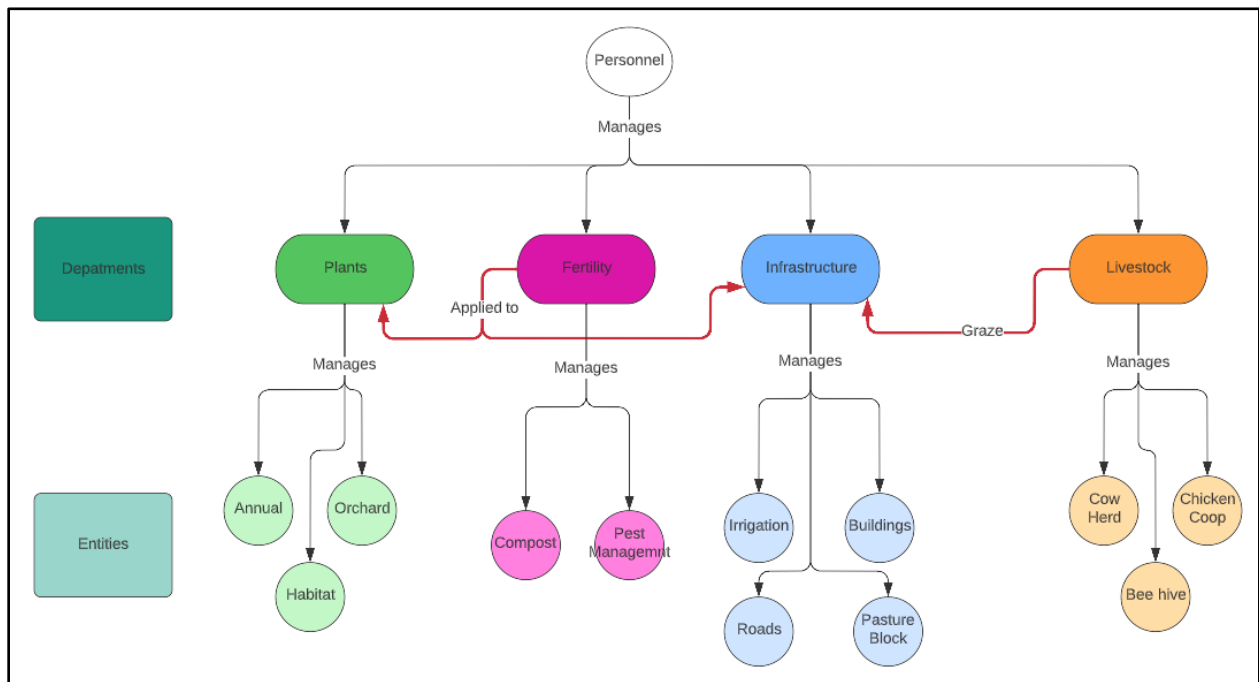 Personnel
Manages
Depatments
Plants
Fertility
Infrastructure
Livestock
Applied to
Graze
Manages
Manages
Manages
Manages
Annual
Orchard
Habitat
Compost
Pest
Managemnt
Irrigation
Buildings
Roads
Pasture
Block
Cow
Herd
Chicken
Coop
Bee hive
Entities